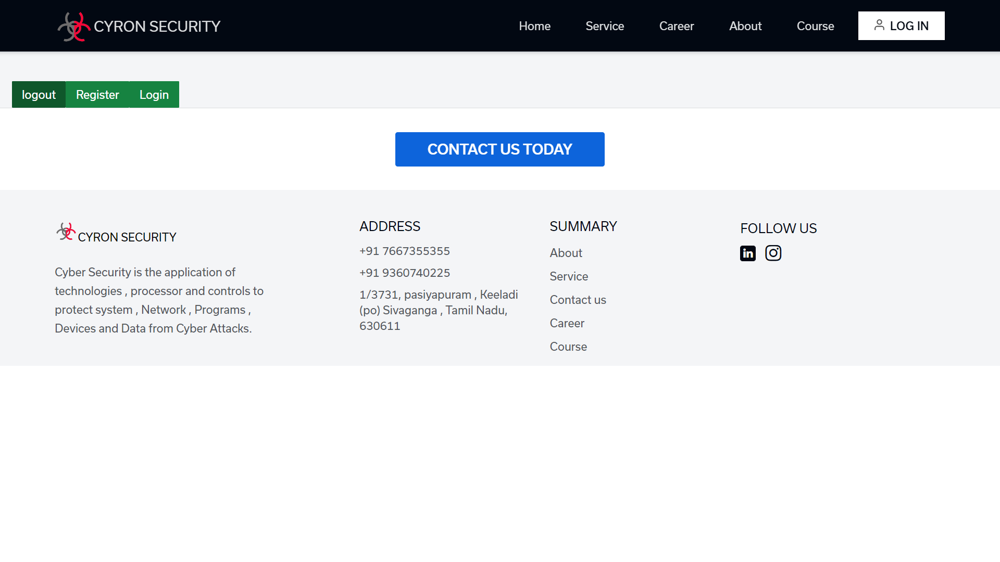 CYRON SECURITY
Home
Service
Career
About
Course
LOG IN
logout
Register
Login
CONTACT US TODAY
CYRON SECURITY
Cyber Security is the application of
technologies , processor and controls to
protect system , Network , Programs ,
Devices and Data from Cyber Attacks.
ADDRESS
+91 7667355355
+91 9360740225
1/3731, pasiyapuram , Keeladi
(po) Sivaganga , Tamil Nadu,
630611
SUMMARY
About
Service
Contact us
Career
Course
FOLLOW US